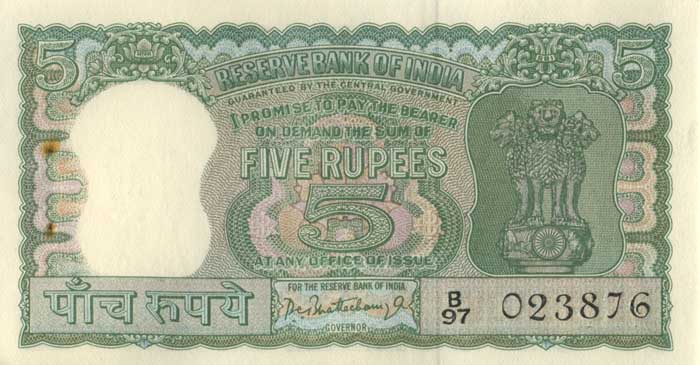 5 5
RESERVE BANK OF INDIA
GUARANTEED BY THE CENTRAL GOVERNMENT
I PROMISE TO PAY THE BEARER
ON DEMAND THE SUM OF
FIVE RUPEES
5
AT ANY OFFICE OF ISSUE
FOR THE RESERVE BANK OF INDIA
GOVERNOR
पाँच रुपये
B
97 023876